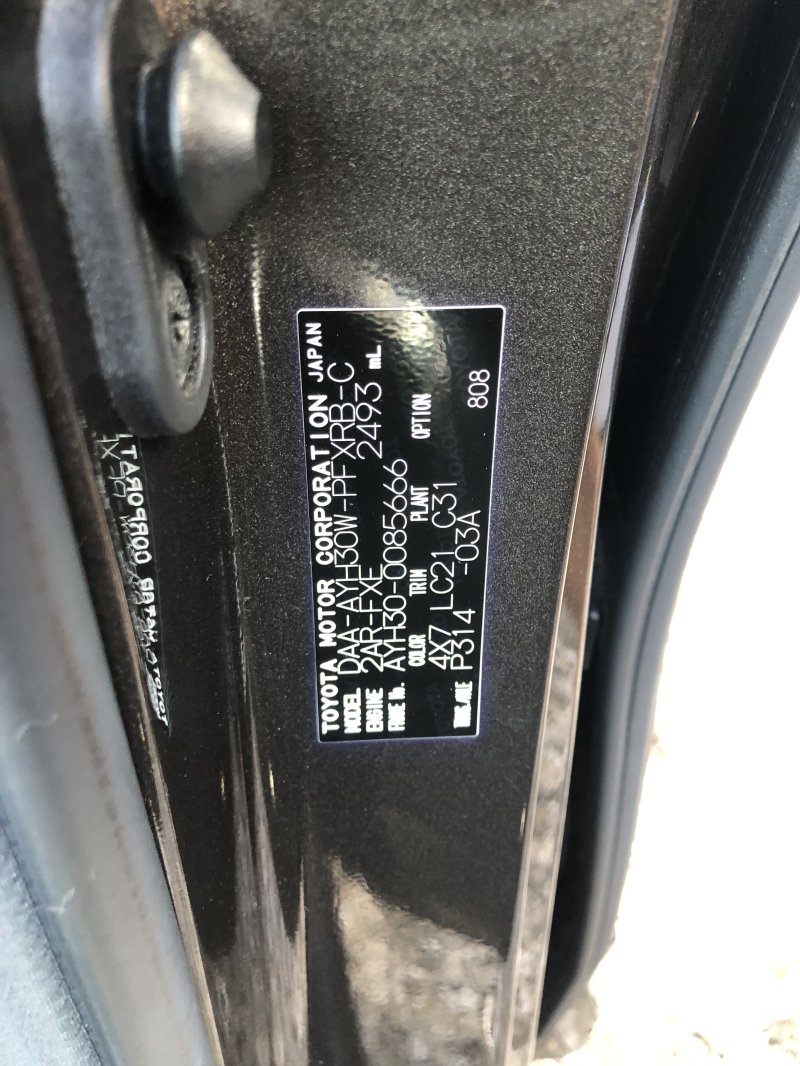 TOYOTA MOTOR CORPORATION JAPAN
MODEL DAA-AYH30W-PFXRB-C
ENGINE 2AR-FXE 2493 mL
FRAME No. AYH30-0085666
COLOR TRIM PLANT OPTION
4X7 LC21 C31
TRANS./AXLE P314 -03A 808